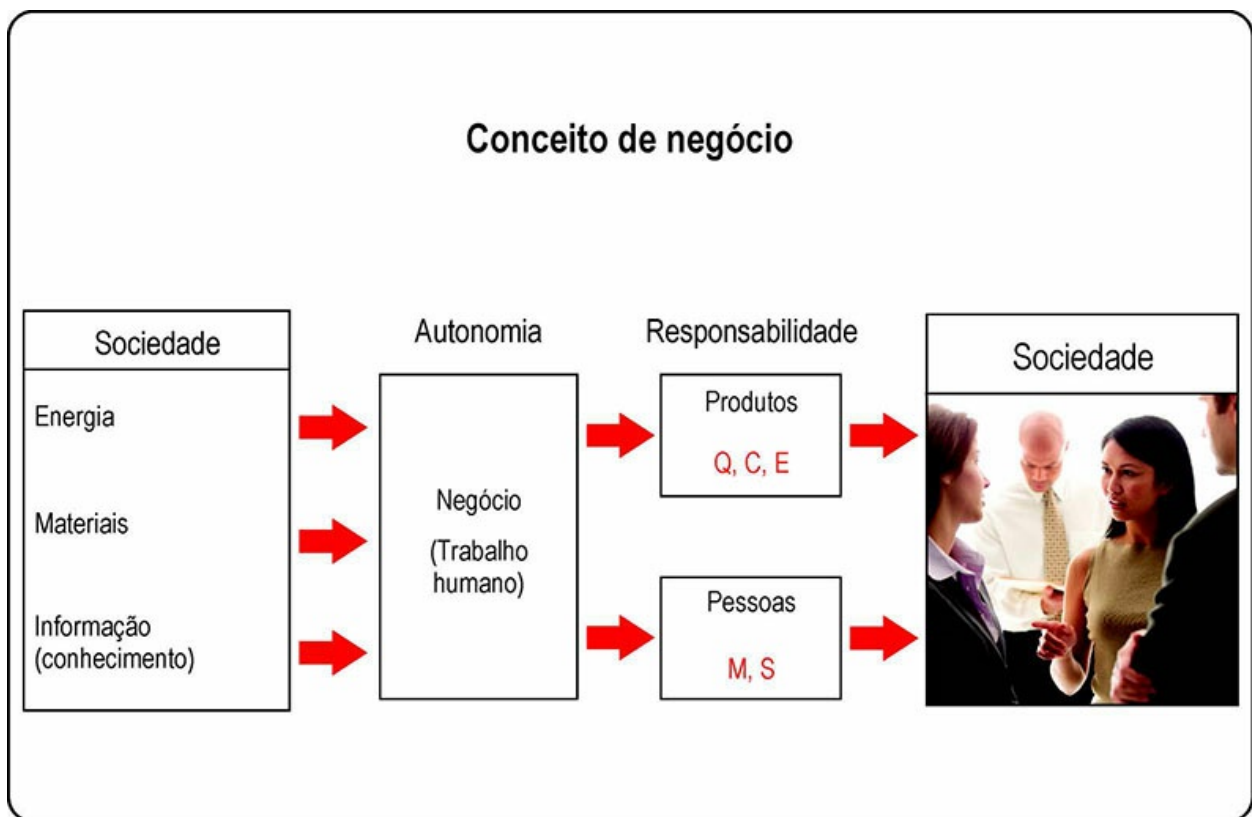 Conceito de negócio
Sociedade
Energia
Materiais
Informação
(conhecimento)
Autonomia
Negócio
(Trabalho
humano)
Responsabilidade
Produtos
Q, C, E
Pessoas
M, S
Sociedade